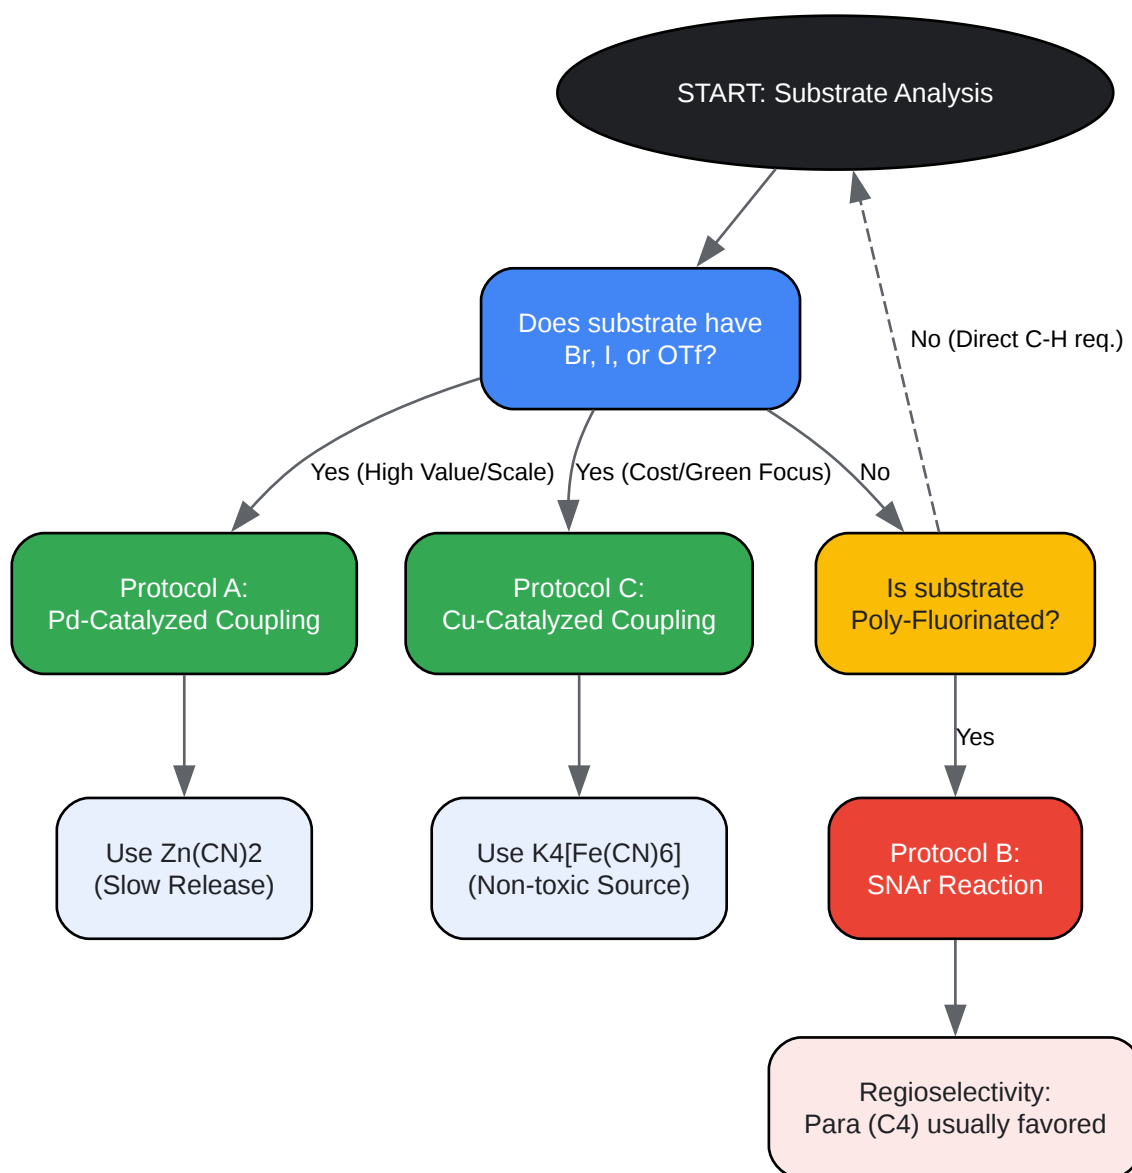 START: Substrate Analysis
Does substrate have
Br, I, or OTf?
No (Direct C-H req.)
Yes (High Value/Scale)
Yes (Cost/Green Focus)
No
Protocol A:
Pd-Catalyzed Coupling
Protocol C:
Cu-Catalyzed Coupling
Is substrate
Poly-Fluorinated?
Yes
Use Zn(CN)2
(Slow Release)
Use K4[Fe(CN)6]
(Non-toxic Source)
Protocol B:
SNAr Reaction
Regioselectivity:
Para (C4) usually favored